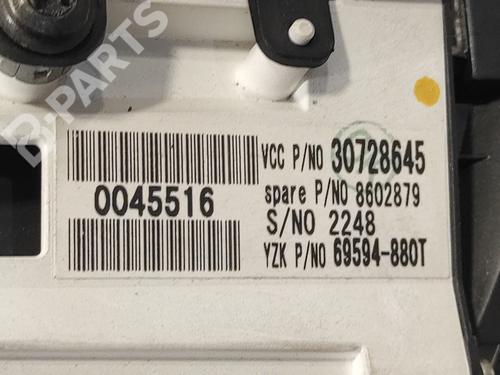 B-PARTS
VCC P/NO 30728645
spare P/NO 8602879
0045516
S/NO 2248
YZK P/NO 69594-880T